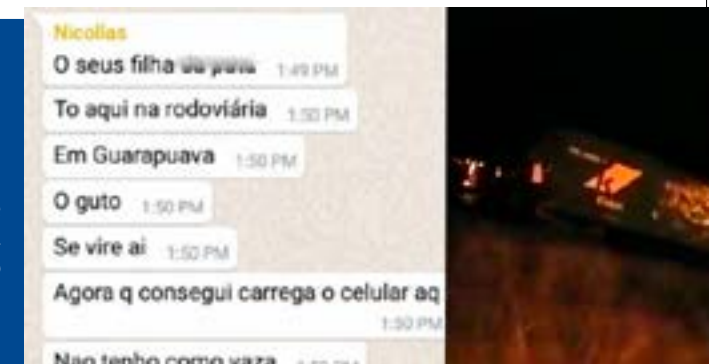 Nicollas
O seus filha
1:49 PM
To aqui na rodoviária 1:50 PM
Em Guarapuava 1:50 PM
O guto 1:50 PM
Se vire ai 1:50 PM
Agora q consegui carrega o celular aq
1:50 PM
Nao tenho como vaza